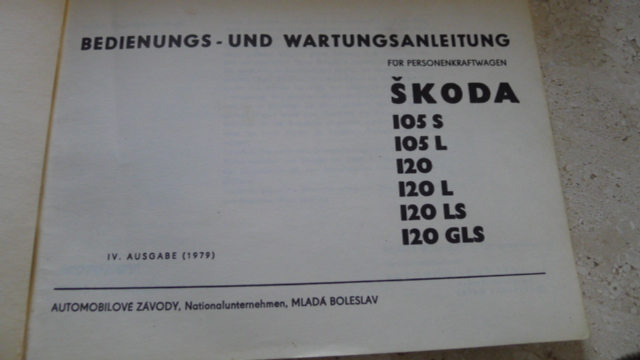 BEDIENUNGS - UND WARTUNGSANLEITUNG
FÜR PERSONENKRAFTWAGEN
ŠKODA
105 S
105 L
120
120 L
120 LS
120 GLS
IV. AUSGABE (1979)
AUTOMOBILOVÉ ZÁVODY, Nationalunternehmen, MLADÁ BOLESLAV